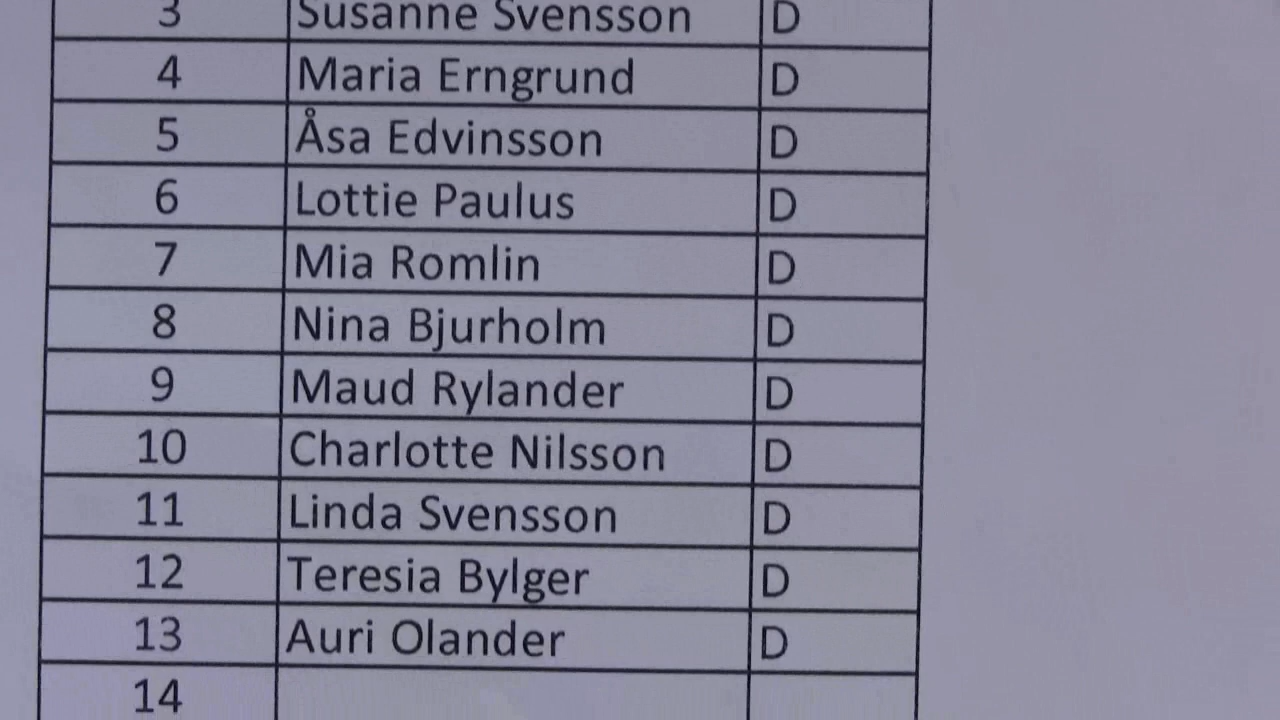 3 Susanne Svensson D
4 Maria Erngrund D
5 Åsa Edvinsson D
6 Lottie Paulus D
7 Mia Romlin D
8 Nina Bjurholm D
9 Maud Rylander D
10 Charlotte Nilsson D
11 Linda Svensson D
12 Teresia Bylger D
13 Auri Olander D
14